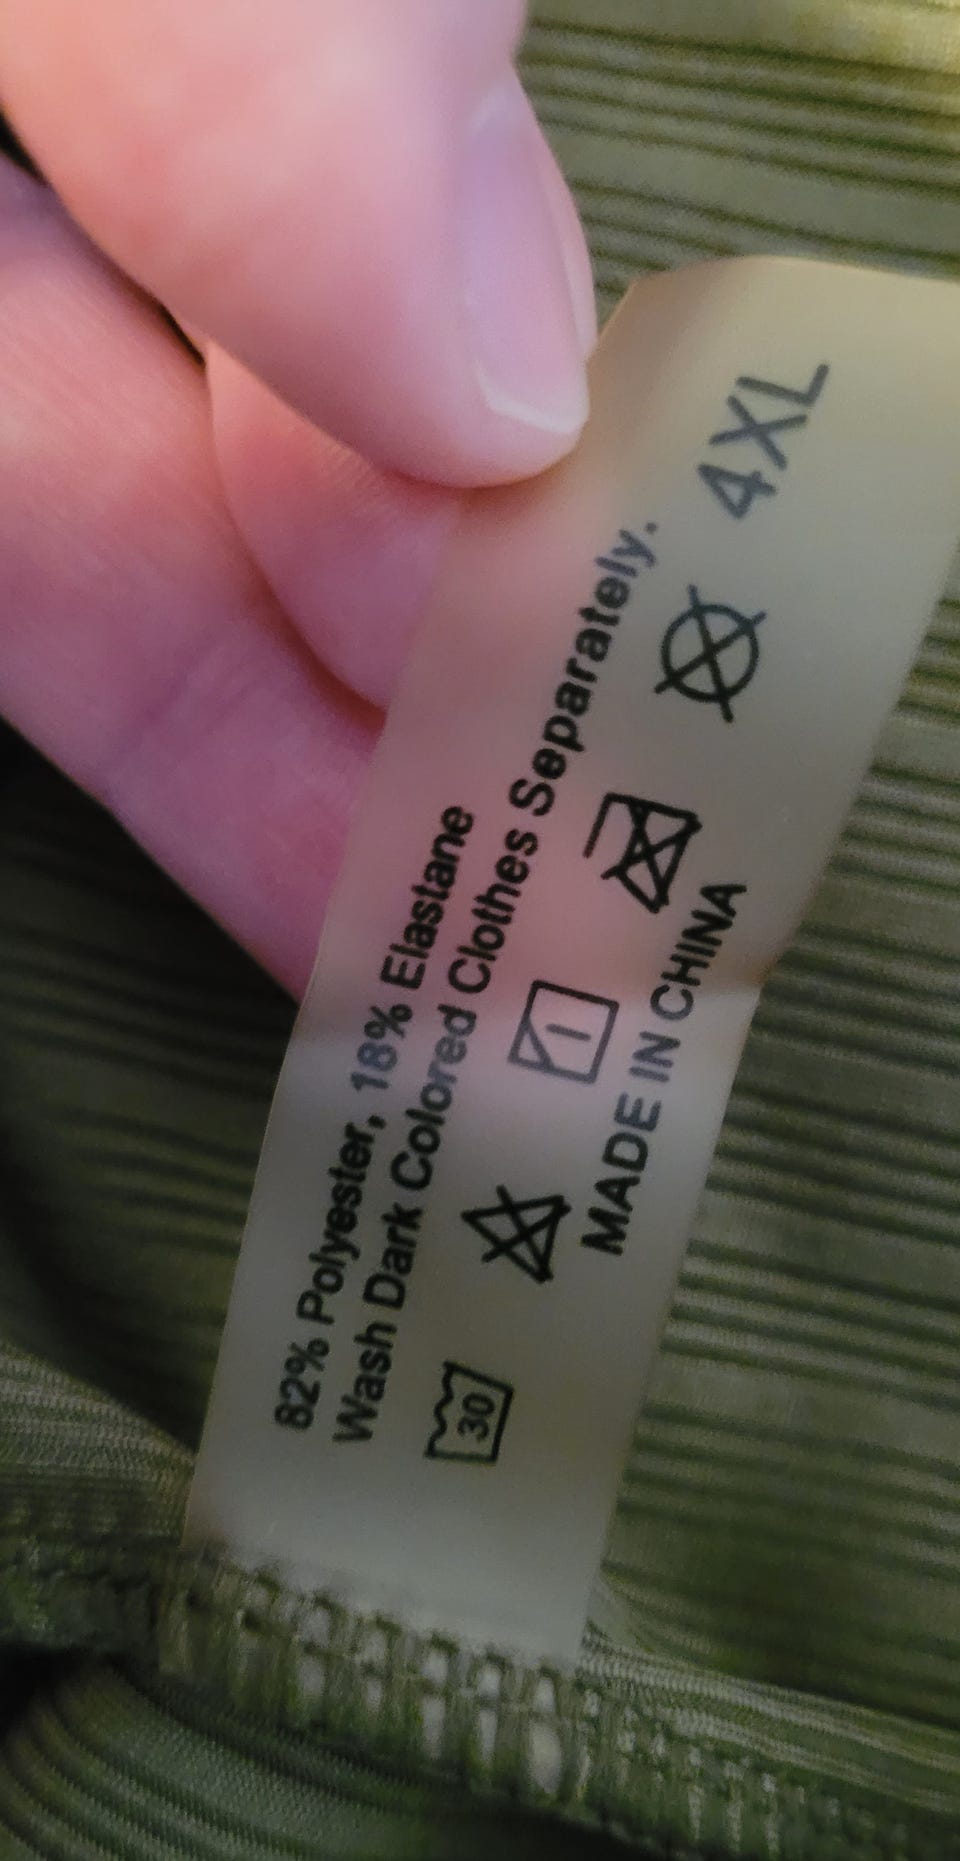 82% Polyester, 18% Elastane
Wash Dark Colored Clothes Separately.
30
4XL
MADE IN CHINA